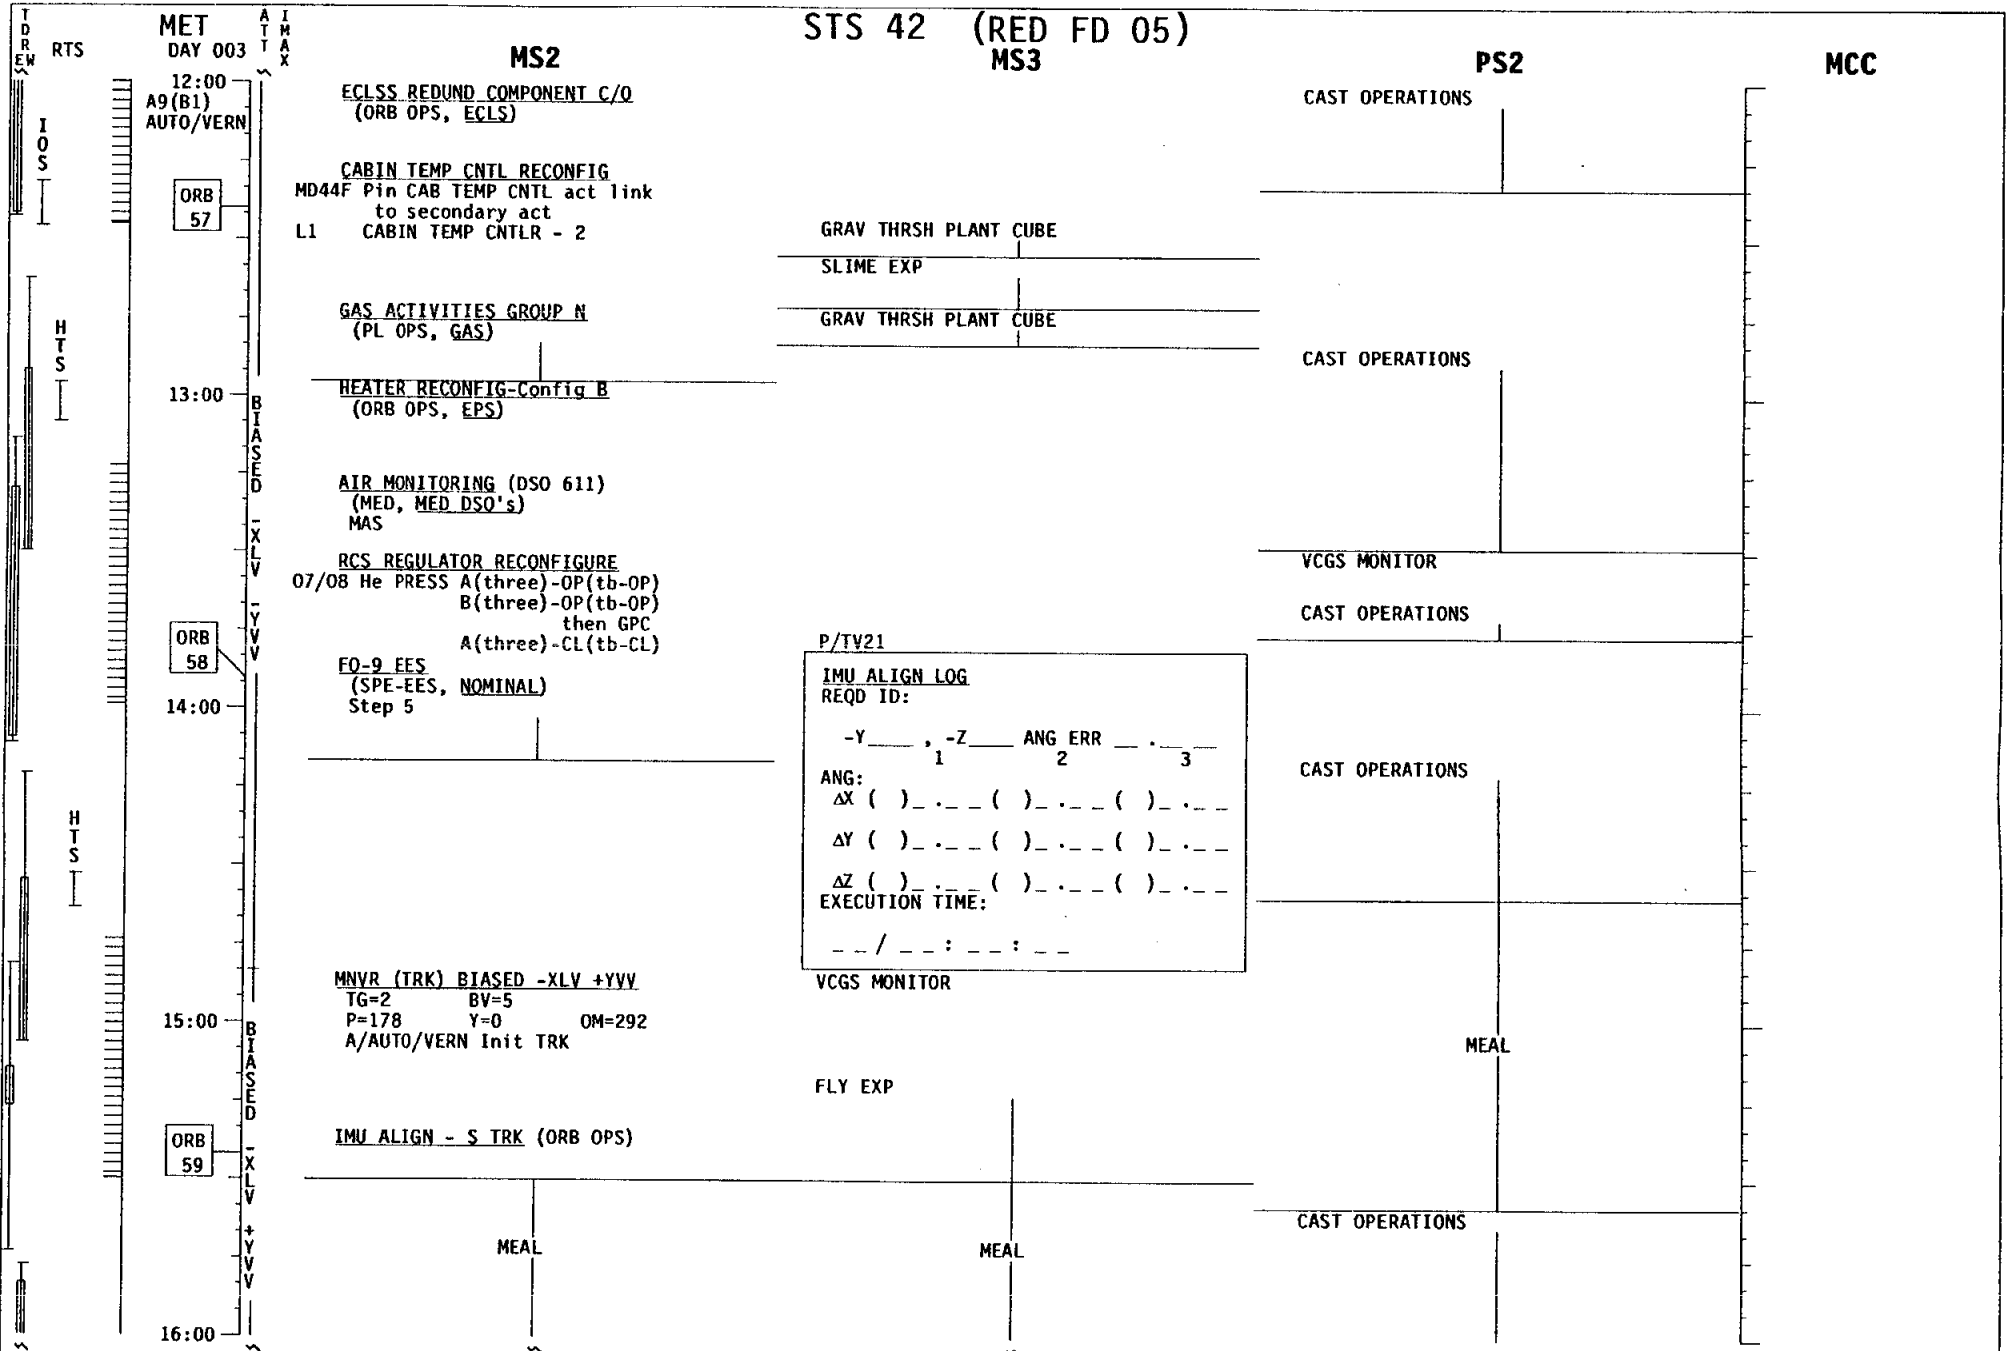 STS 42 (RED FD 05)
TDRS
E W
RTS
MET
DAY 003
ATT
IMAX
MS2
MS3
PS2
MCC
12:00
A9(B1)
AUTO/VERN
IOS
ORB
57
HTS
13:00
BIASED -XLV -YVV
ORB
58
14:00
HTS
15:00
BIASED -XLV +YVV
ORB
59
16:00
ECLSS REDUND COMPONENT C/O
(ORB OPS, ECLS)
CABIN TEMP CNTL RECONFIG
MD44F Pin CAB TEMP CNTL act link
to secondary act
L1 CABIN TEMP CNTLR - 2
GAS ACTIVITIES GROUP N
(PL OPS, GAS)
HEATER RECONFIG-Config B
(ORB OPS, EPS)
AIR MONITORING (DSO 611)
(MED, MED DSO's)
MAS
RCS REGULATOR RECONFIGURE
07/08 He PRESS A(three)-OP(tb-OP)
B(three)-OP(tb-OP)
then GPC
A(three)-CL(tb-CL)
FO-9 EES
(SPE-EES, NOMINAL)
Step 5
MNVR (TRK) BIASED -XLV +YVV
TG=2 BV=5
P=178 Y=0 OM=292
A/AUTO/VERN Init TRK
IMU ALIGN - S TRK (ORB OPS)
MEAL
GRAV THRSH PLANT CUBE
SLIME EXP
GRAV THRSH PLANT CUBE
P/TV21
IMU ALIGN LOG
REQD ID:
-Y____ , -Z____ ANG ERR __ .__ __
1 2 3
ANG:
ΔX ( )_ ._ _ ( )_ ._ _ ( )_ ._ _
ΔY ( )_ ._ _ ( )_ ._ _ ( )_ ._ _
ΔZ ( )_ ._ _ ( )_ ._ _ ( )_ ._ _
EXECUTION TIME:
_ _ / _ _ : _ _ : _ _
VCGS MONITOR
FLY EXP
MEAL
CAST OPERATIONS
CAST OPERATIONS
VCGS MONITOR
CAST OPERATIONS
CAST OPERATIONS
MEAL
CAST OPERATIONS